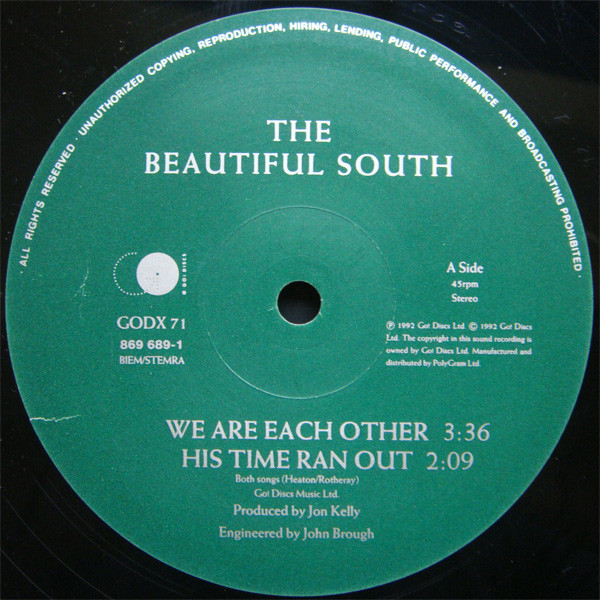 · ALL RIGHTS RESERVED · UNAUTHORIZED COPYING, REPRODUCTION, HIRING, LENDING, PUBLIC PERFORMANCE AND BROADCASTING PROHIBITED ·
THE
BEAUTIFUL SOUTH
GO! DISCS
GODX 71
869 689-1
BIEM/STEMRA
A Side
45rpm
Stereo
℗ 1992 Go! Discs Ltd. © 1992 Go! Discs
Ltd. The copyright in this sound recording is
owned by Go! Discs Ltd. Manufactured and
distributed by PolyGram Ltd.
WE ARE EACH OTHER 3:36
HIS TIME RAN OUT 2:09
Both songs (Heaton/Rotheray)
Go! Discs Music Ltd.
Produced by Jon Kelly
Engineered by John Brough